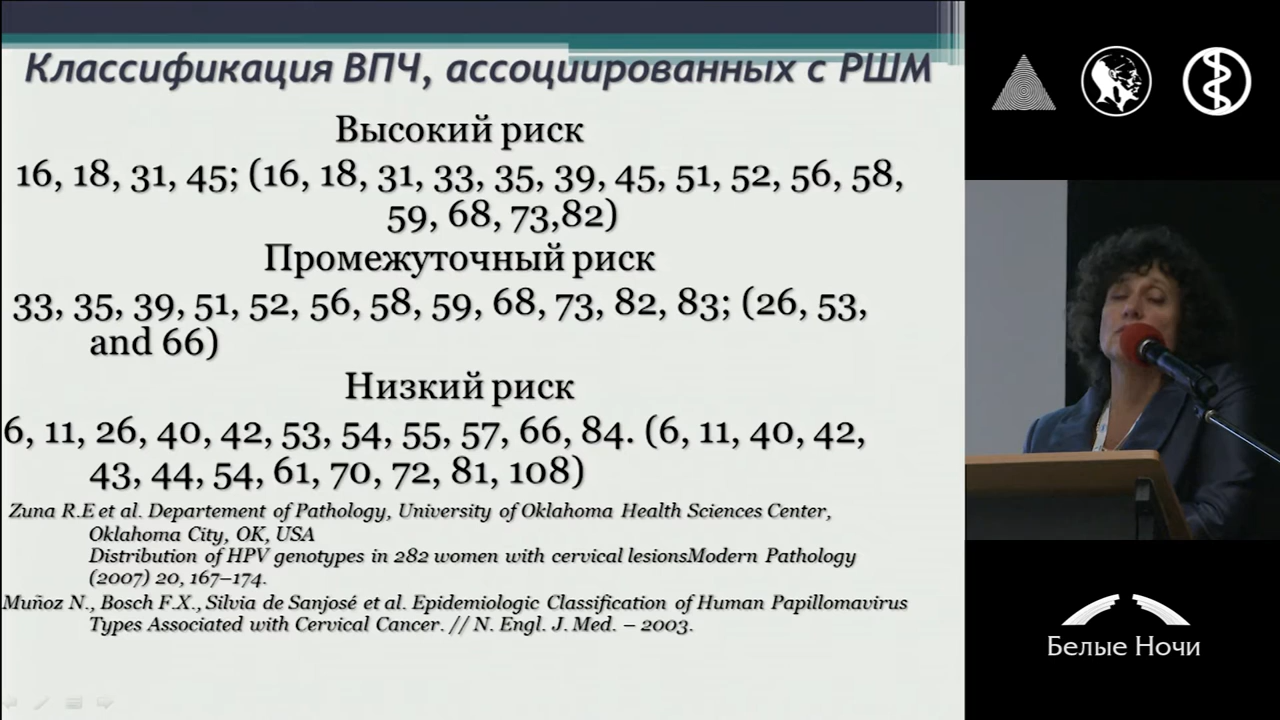 Классификация ВПЧ, ассоциированных с РШМ
Высокий риск
16, 18, 31, 45; (16, 18, 31, 33, 35, 39, 45, 51, 52, 56, 58,
59, 68, 73,82)
Промежуточный риск
33, 35, 39, 51, 52, 56, 58, 59, 68, 73, 82, 83; (26, 53,
and 66)
Низкий риск
6, 11, 26, 40, 42, 53, 54, 55, 57, 66, 84. (6, 11, 40, 42,
43, 44, 54, 61, 70, 72, 81, 108)
Zuna R.E et al. Departement of Pathology, University of Oklahoma Health Sciences Center,
Oklahoma City, OK, USA
Distribution of HPV genotypes in 282 women with cervical lesionsModern Pathology
(2007) 20, 167–174.
Muñoz N., Bosch F.X., Silvia de Sanjosé et al. Epidemiologic Classification of Human Papillomavirus
Types Associated with Cervical Cancer. // N. Engl. J. Med. – 2003.
Белые Ночи